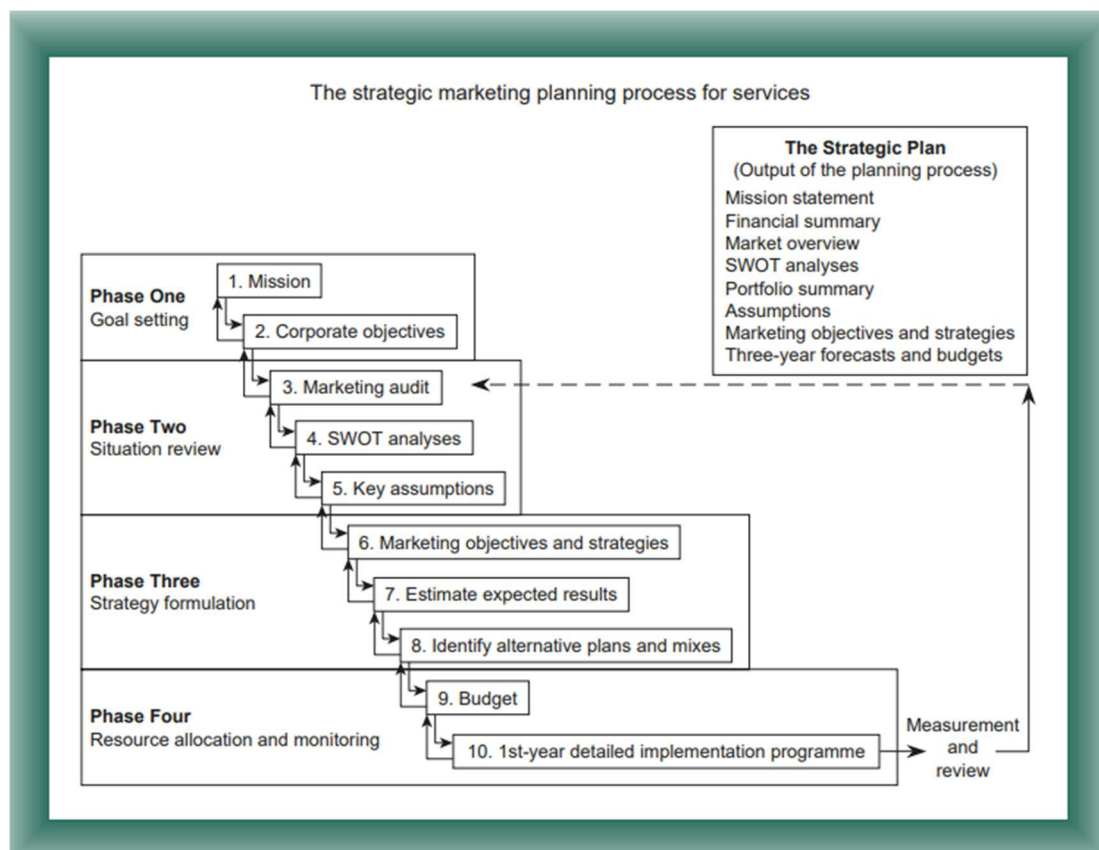 The strategic marketing planning process for services
The Strategic Plan
(Output of the planning process)
Mission statement
Financial summary
Market overview
SWOT analyses
Portfolio summary
Assumptions
Marketing objectives and strategies
Three-year forecasts and budgets
Phase One
Goal setting
1. Mission
2. Corporate objectives
Phase Two
Situation review
3. Marketing audit
4. SWOT analyses
5. Key assumptions
Phase Three
Strategy formulation
6. Marketing objectives and strategies
7. Estimate expected results
8. Identify alternative plans and mixes
Phase Four
Resource allocation and monitoring
9. Budget
10. 1st-year detailed implementation programme
Measurement
and
review